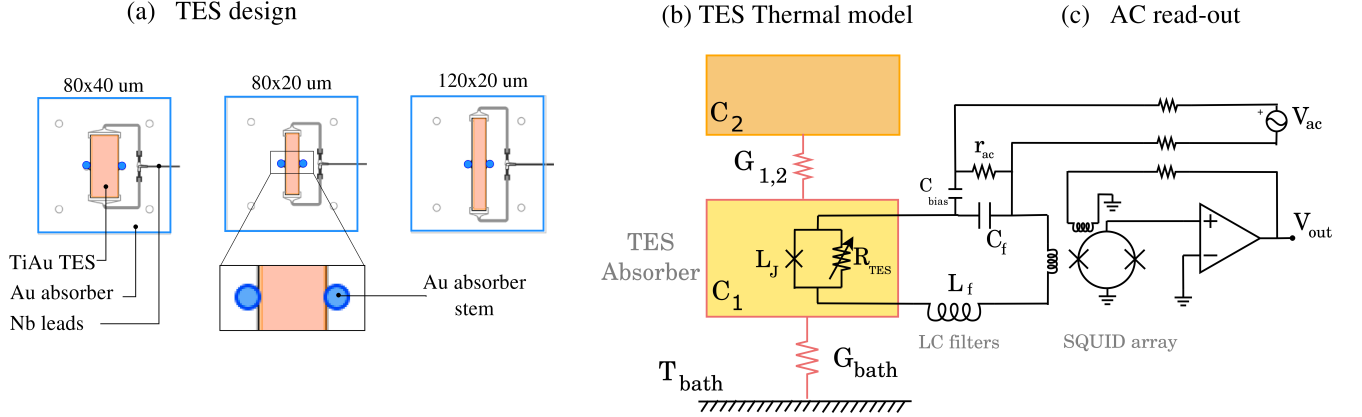 (a) TES design
80x40 um
80x20 um
120x20 um
TiAu TES
Au absorber
Nb leads
Au absorber
stem
(b) TES Thermal model
C2
G1,2
TES
Absorber
C1
LJ
RTES
Gbath
Tbath
(c) AC read-out
Vac
+
rac
C
bias
Cf
Lf
LC filters
SQUID array
+
−
Vout